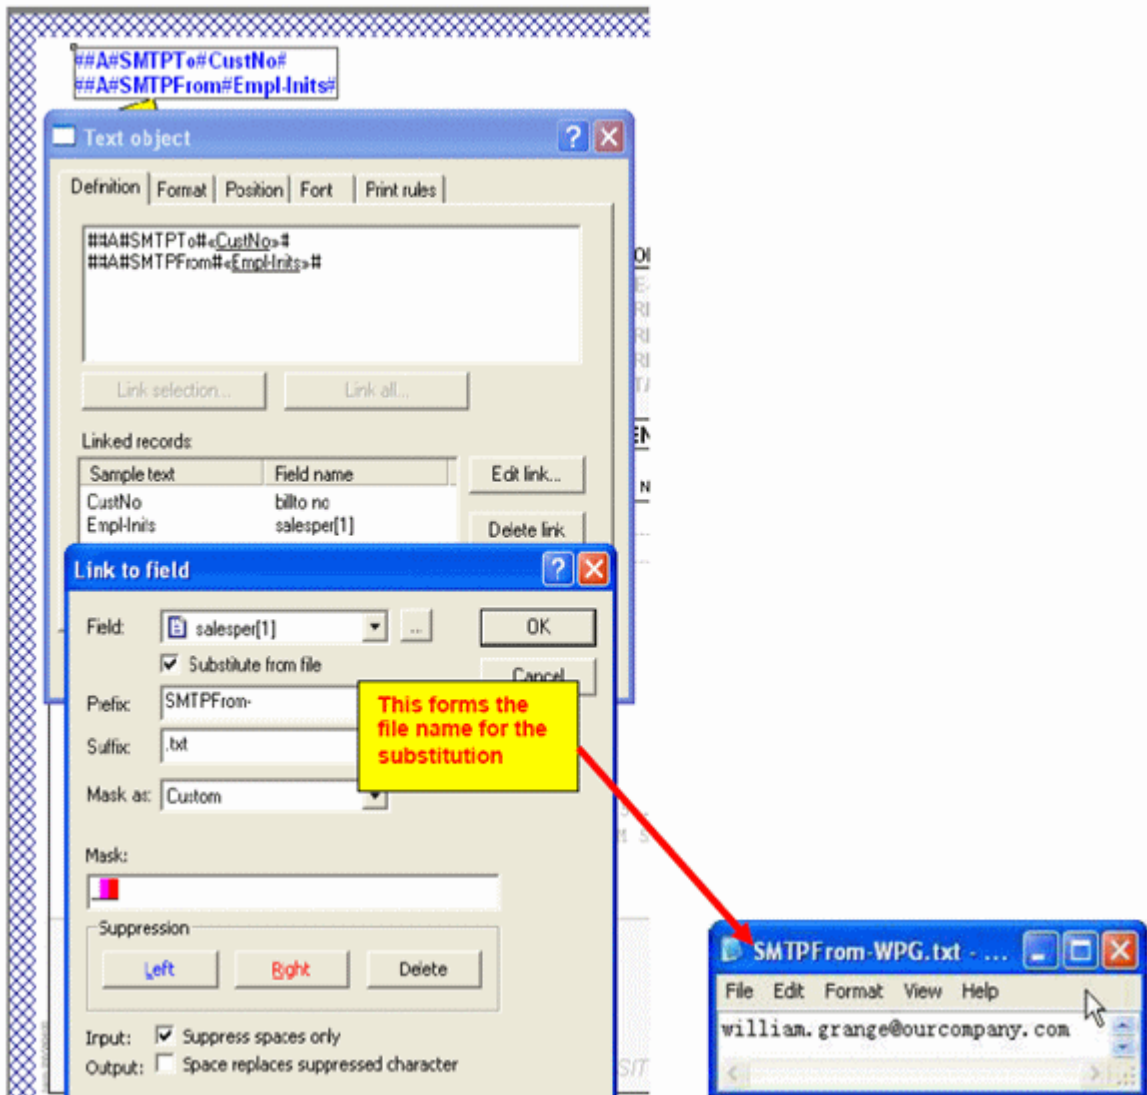 ##A#SMTPTo#CustNo#
##A#SMTPFrom#Empl-Inits#
Text object
Definition Format Position Font Print rules
##A#SMTPTo#«CustNo»#
##A#SMTPFrom#«Empl-Inits»#
Link selection... Link all...
Linked records:
Sample text Field name
Edit link...
CustNo billto no
Empl-Inits salesper[1]
Delete link
Link to field
Field: salesper[1] ... OK
Substitute from file
Cancel
Prefix: SMTPFrom-
Suffix: .txt
Mask as: Custom
This forms the
file name for the
substitution
Mask:
Suppression
Left Right Delete
Input: Suppress spaces only
Output: Space replaces suppressed character
SMTPFrom-WPG.txt - ...
File Edit Format View Help
william.grange@ourcompany.com